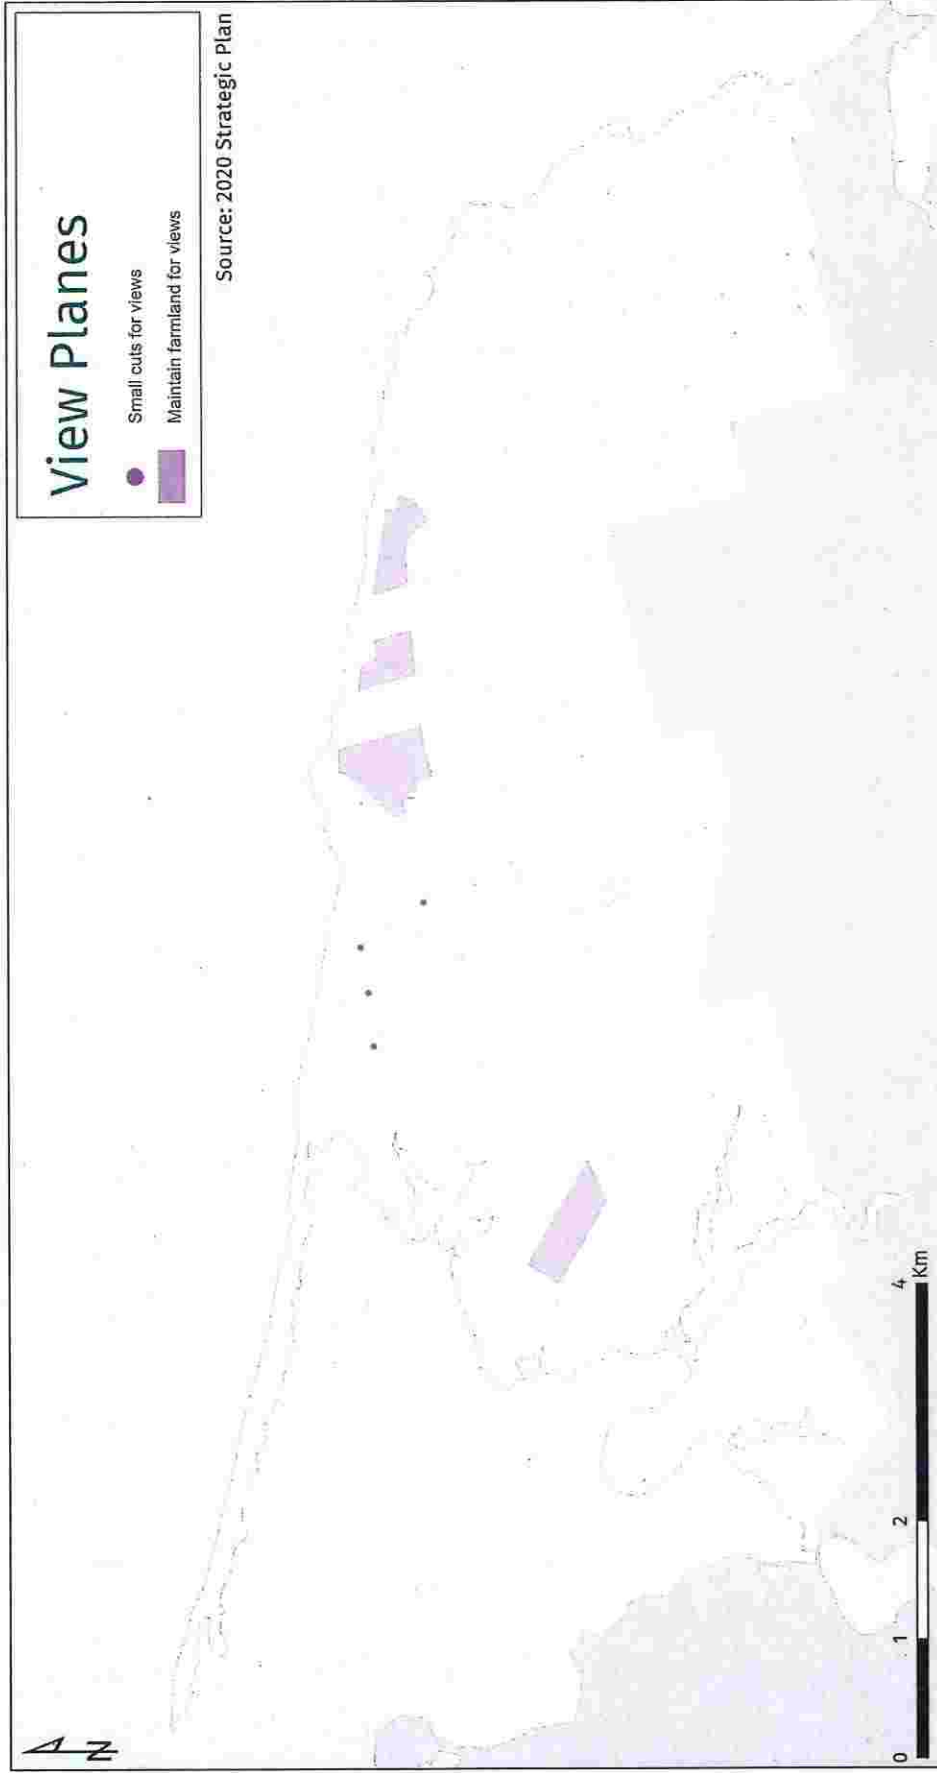 View Planes
Small cuts for views
Maintain farmland for views
Source: 2020 Strategic Plan
N
0 1 2 4
Km